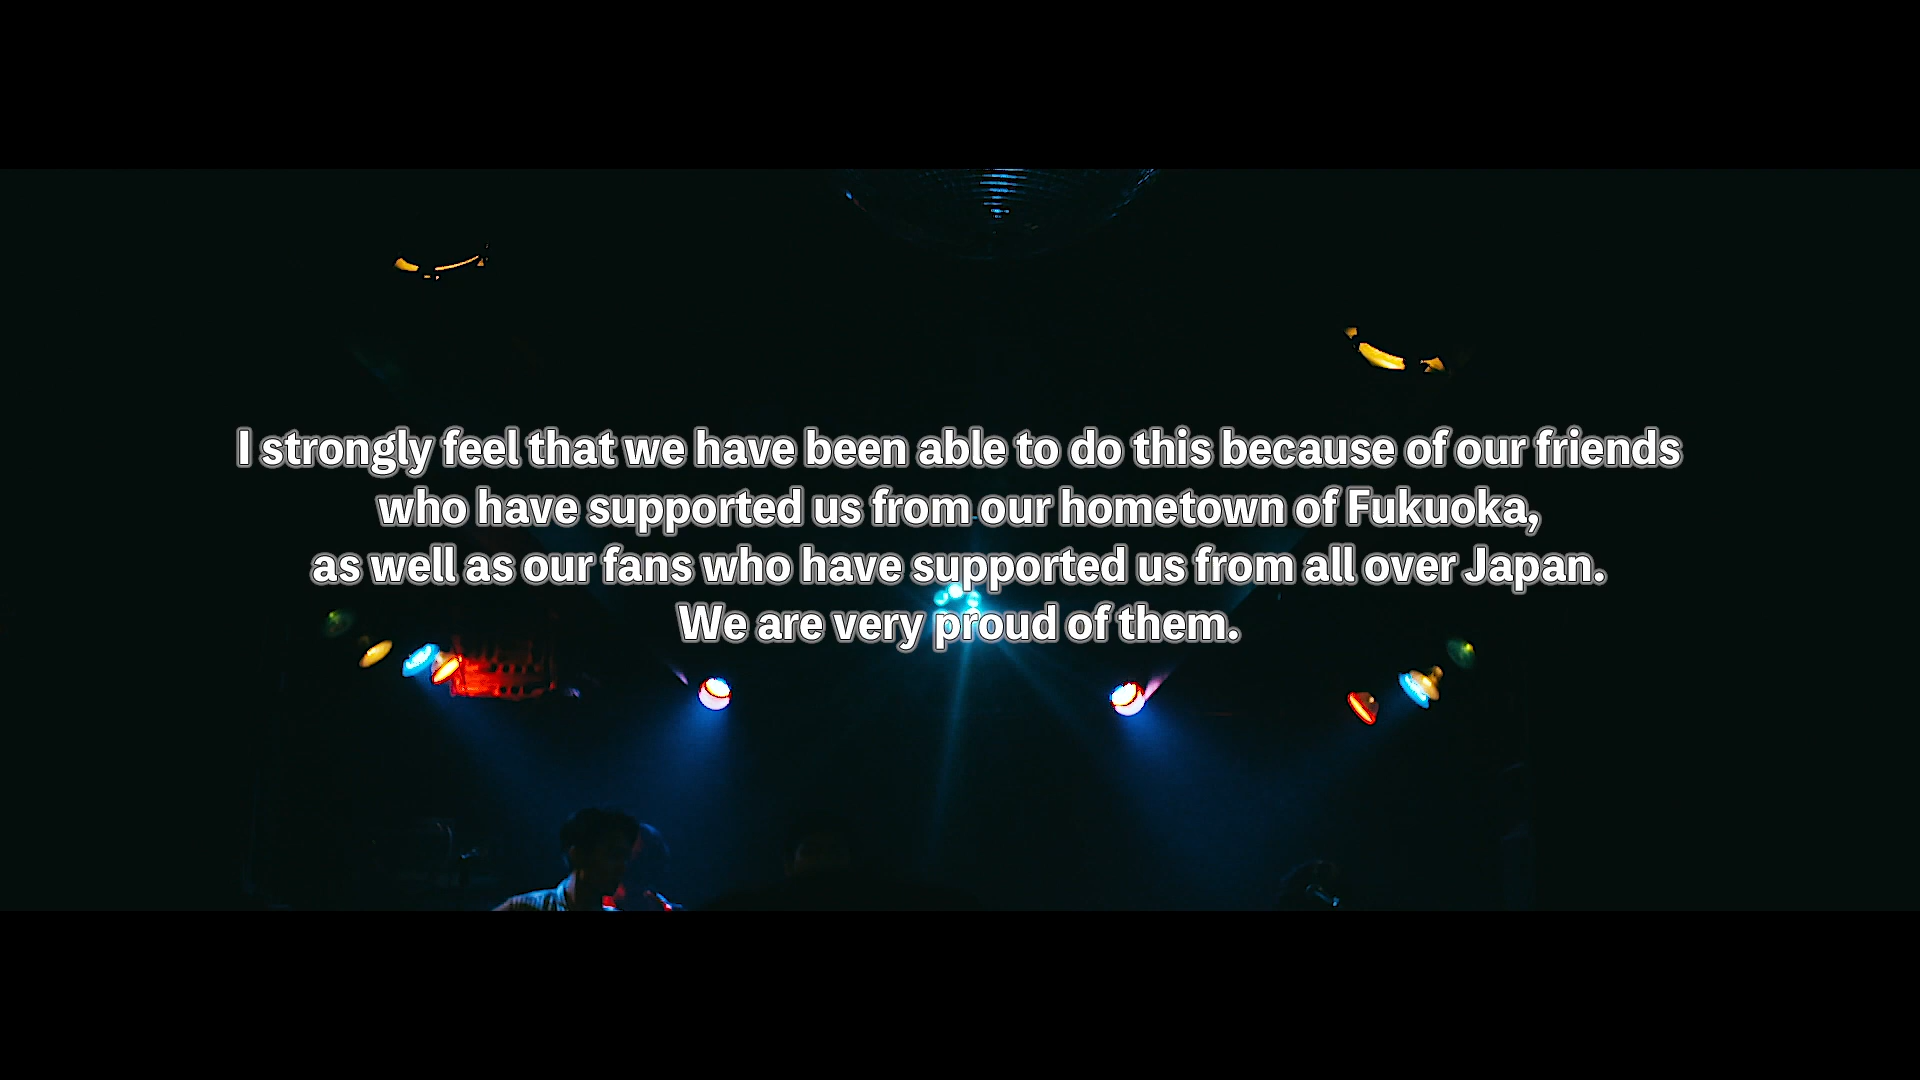 I strongly feel that we have been able to do this because of our friends
who have supported us from our hometown of Fukuoka,
as well as our fans who have supported us from all over Japan.
We are very proud of them.